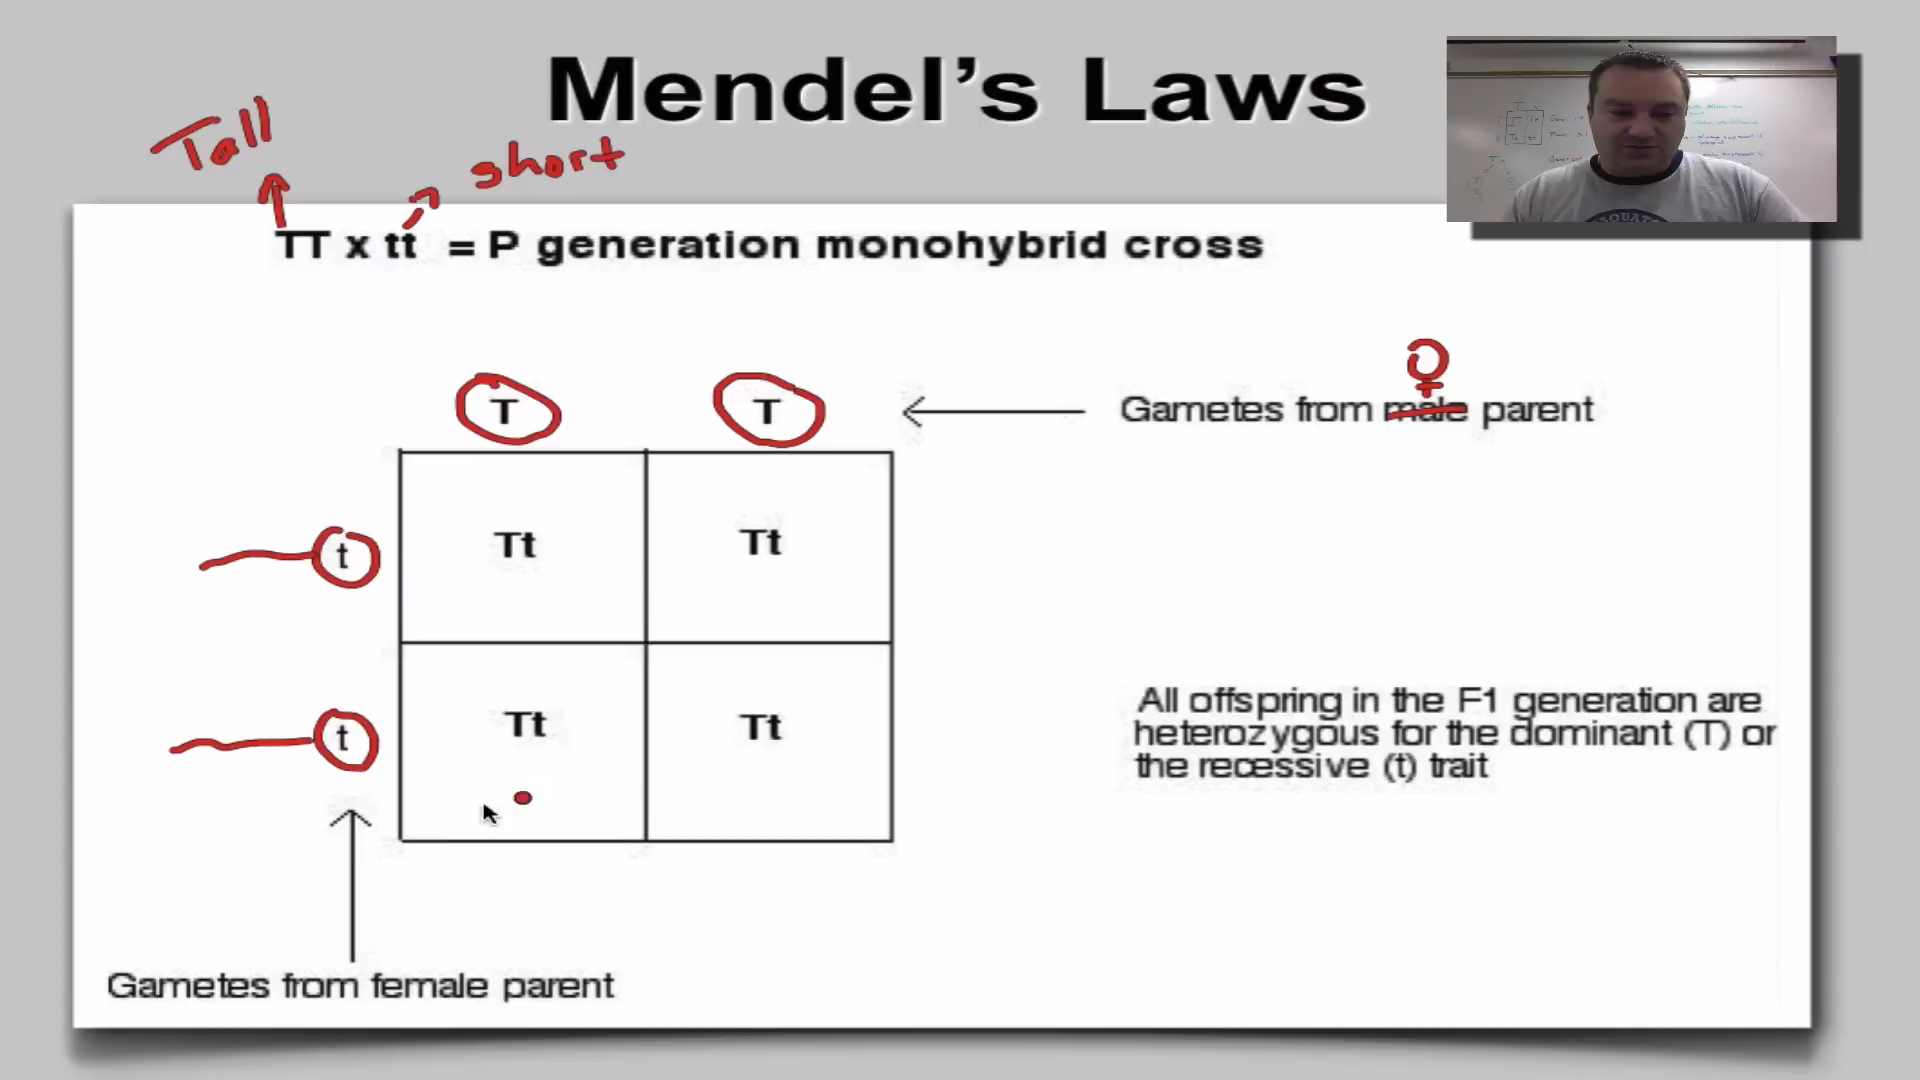 Mendel's Laws
Tall
short
TT x tt = P generation monohybrid cross
T T
Gametes from male parent
t Tt Tt
t Tt Tt
All offspring in the F1 generation are
heterozygous for the dominant (T) or
the recessive (t) trait
Gametes from female parent
SQUAT